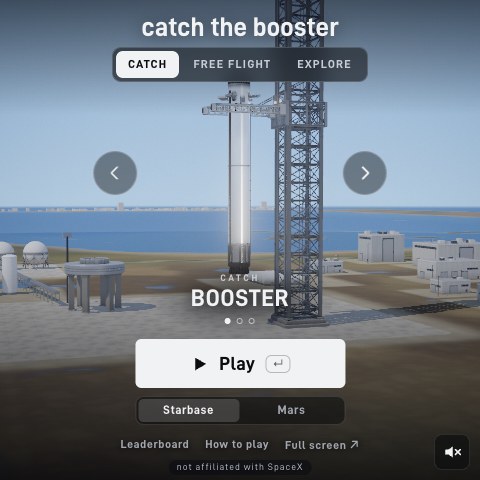 catch the booster
CATCH FREE FLIGHT EXPLORE
CATCH
BOOSTER
Play
Starbase Mars
Leaderboard How to play Full screen ↗
not affiliated with SpaceX